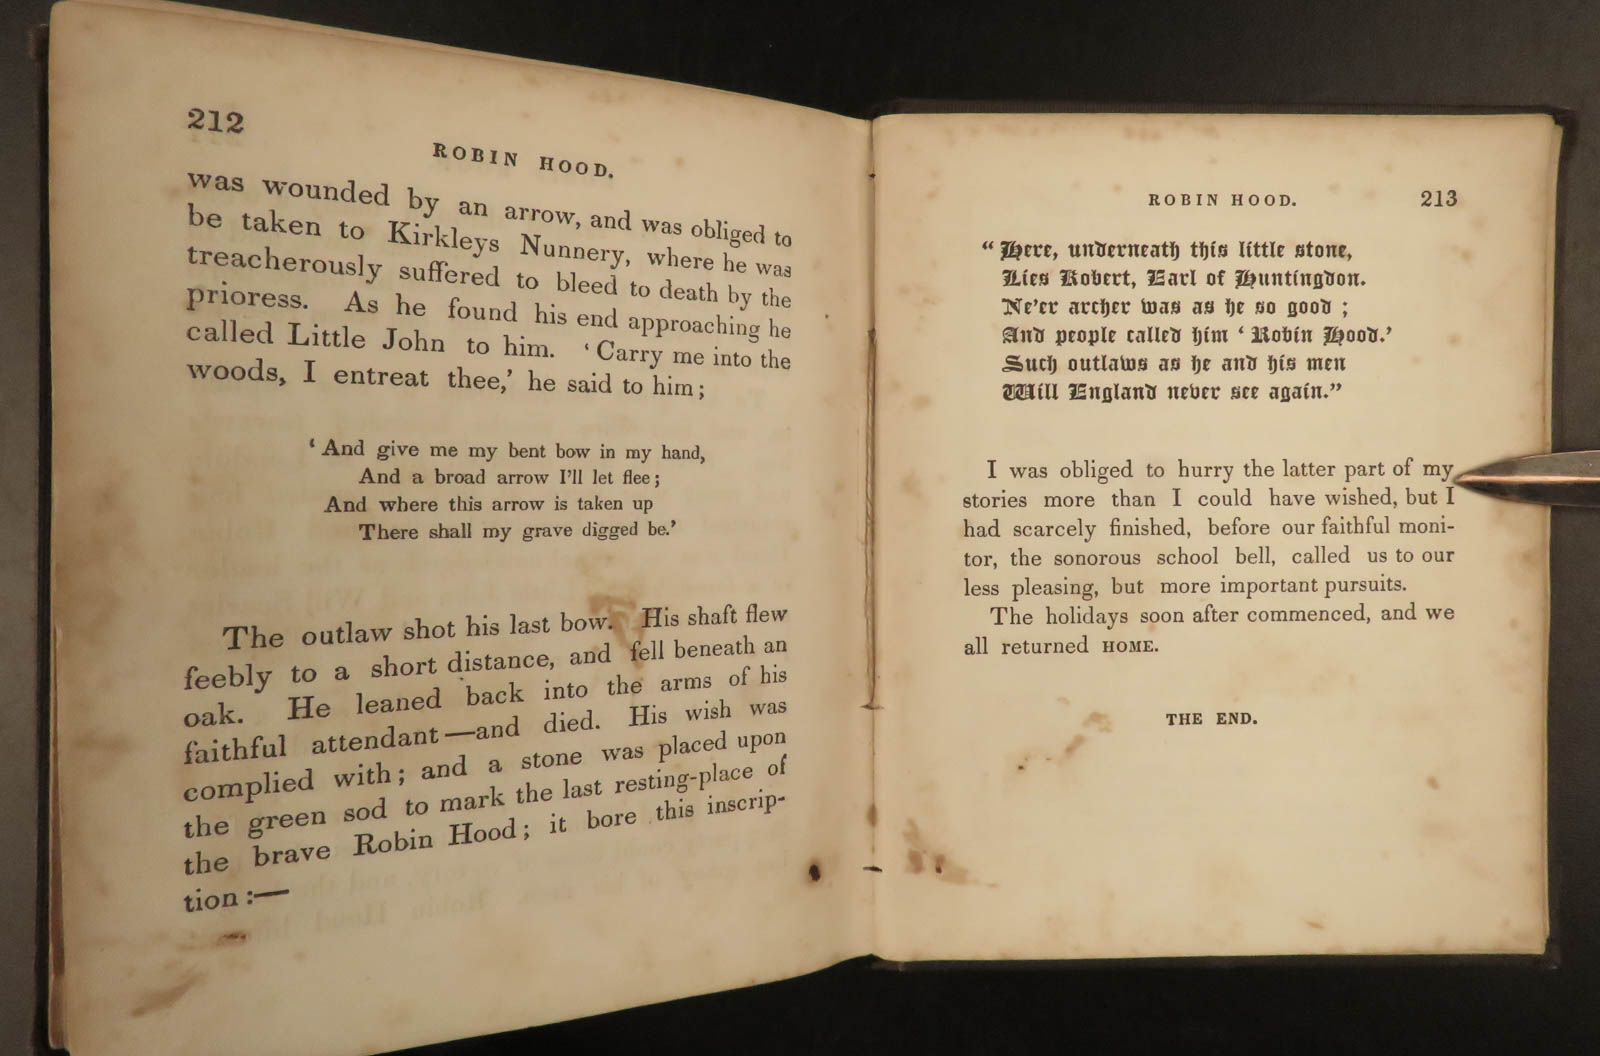 212
ROBIN HOOD.
was wounded by an arrow, and was obliged to
be taken to Kirkleys Nunnery, where he was
treacherously suffered to bleed to death by the
prioress. As he found his end approaching he
called Little John to him. ‘Carry me into the
woods, I entreat thee,’ he said to him;
‘And give me my bent bow in my hand,
And a broad arrow I’ll let flee;
And where this arrow is taken up
There shall my grave digged be.’
The outlaw shot his last bow. His shaft flew
feebly to a short distance, and fell beneath an
oak. He leaned back into the arms of his
faithful attendant—and died. His wish was
complied with; and a stone was placed upon
the green sod to mark the last resting-place of
the brave Robin Hood; it bore this inscrip-
tion:—
ROBIN HOOD. 213
“Here, underneath this little stone,
Lies Robert, Earl of Huntingdon.
Ne’er archer was as he so good;
And people called him ‘Robin Hood.’
Such outlaws as he and his men
Will England never see again.”
I was obliged to hurry the latter part of my
stories more than I could have wished, but I
had scarcely finished, before our faithful moni-
tor, the sonorous school bell, called us to our
less pleasing, but more important pursuits.
The holidays soon after commenced, and we
all returned HOME.
THE END.